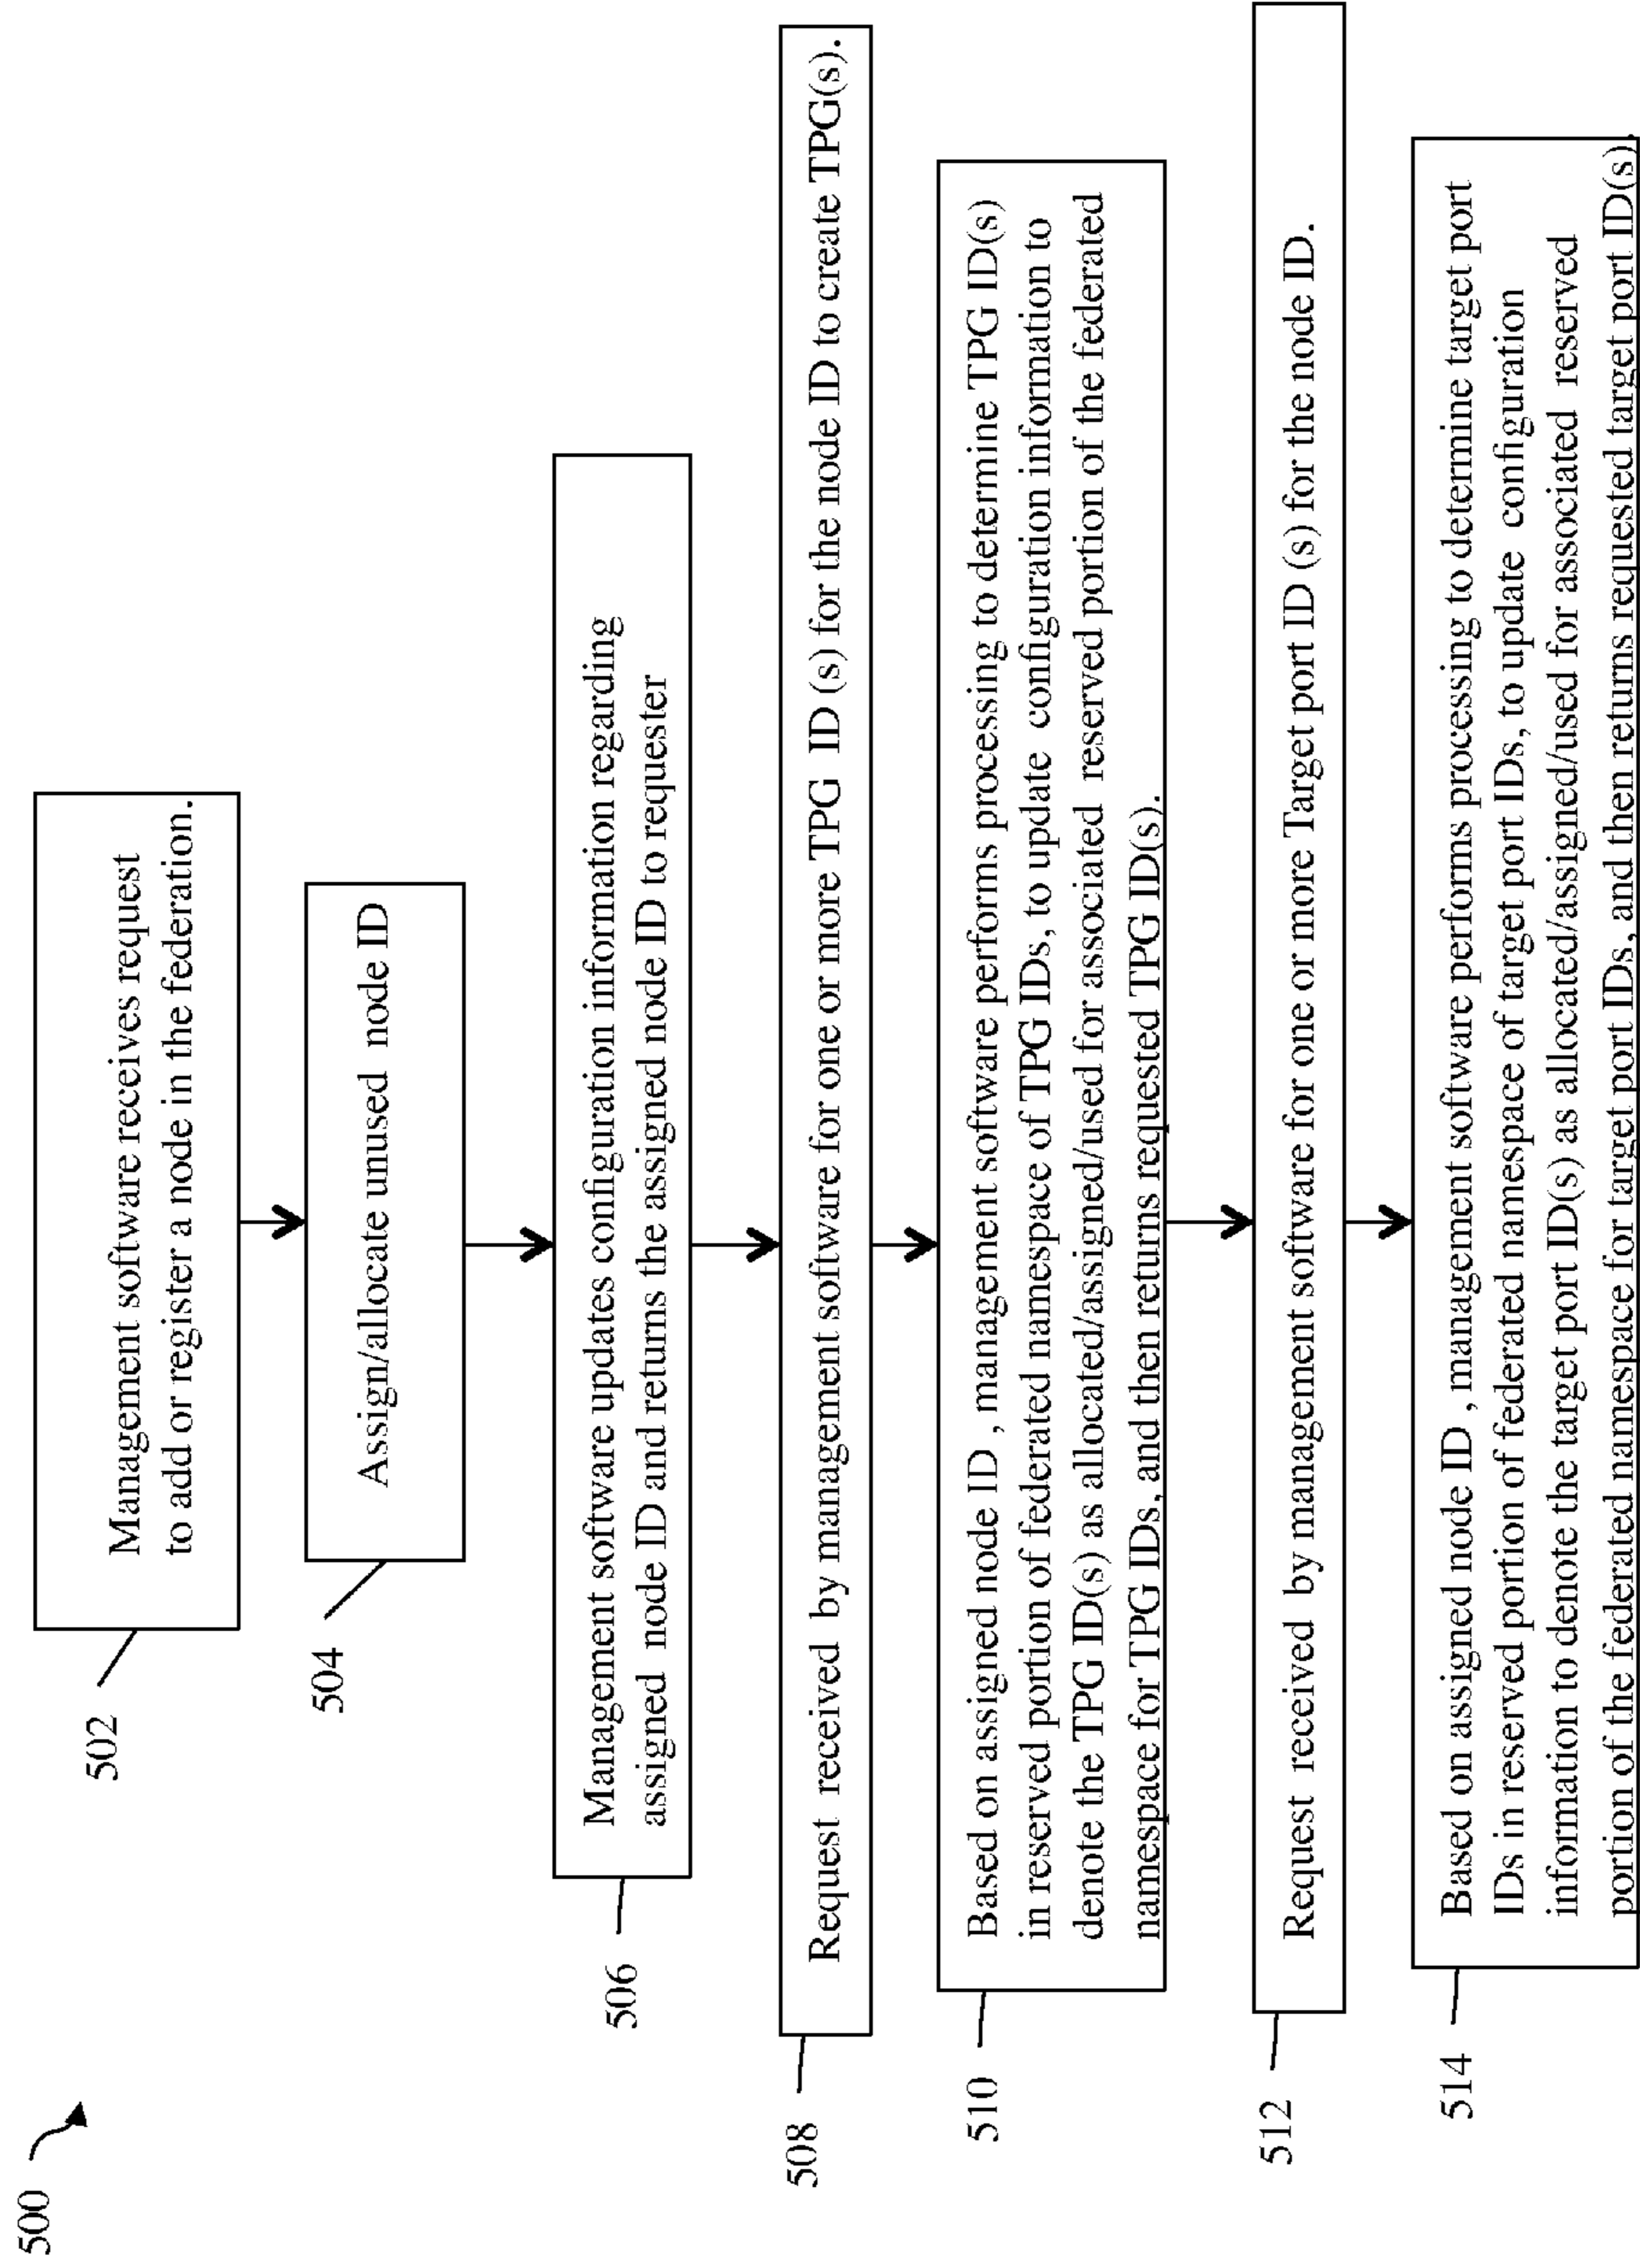 500
502
Management software receives request
to add or register a node in the federation.
504
Assign/allocate unused node ID
506
Management software updates configuration information regarding
assigned node ID and returns the assigned node ID to requester
508
Request received by management software for one or more TPG ID (s) for the node ID to create TPG(s).
510
Based on assigned node ID , management software performs processing to determine TPG ID(s)
in reserved portion of federated namespace of TPG IDs, to update configuration information to
denote the TPG ID(s) as allocated/assigned/used for associated reserved portion of the federated
namespace for TPG IDs, and then returns requested TPG ID(s).
512
Request received by management software for one or more Target port ID (s) for the node ID.
514
Based on assigned node ID , management software performs processing to determine target port
IDs in reserved portion of federated namespace of target port IDs, to update configuration
information to denote the target port ID(s) as allocated/assigned/used for associated reserved
portion of the federated namespace for target port IDs, and then returns requested target port ID(s).